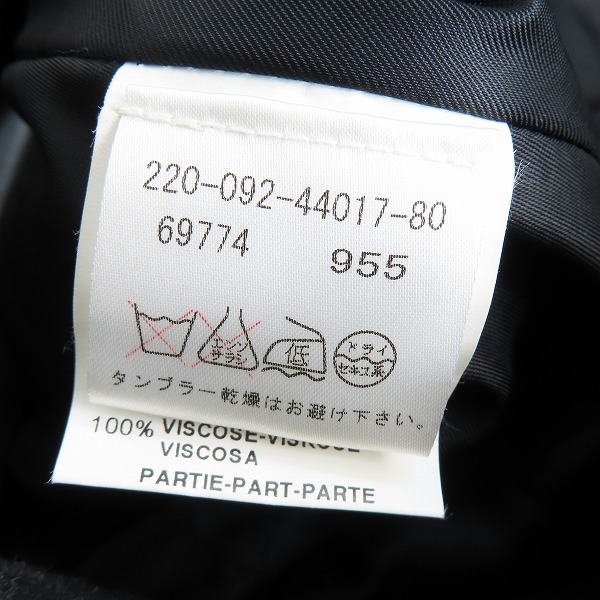 220-092-44017-80
69774 955
エンソ サラシ 低 ドライ セキユ系
タンブラー乾燥はお避け下さい。
100% VISCOSE-VISKOSE
VISCOSA
PARTIE-PART-PARTE